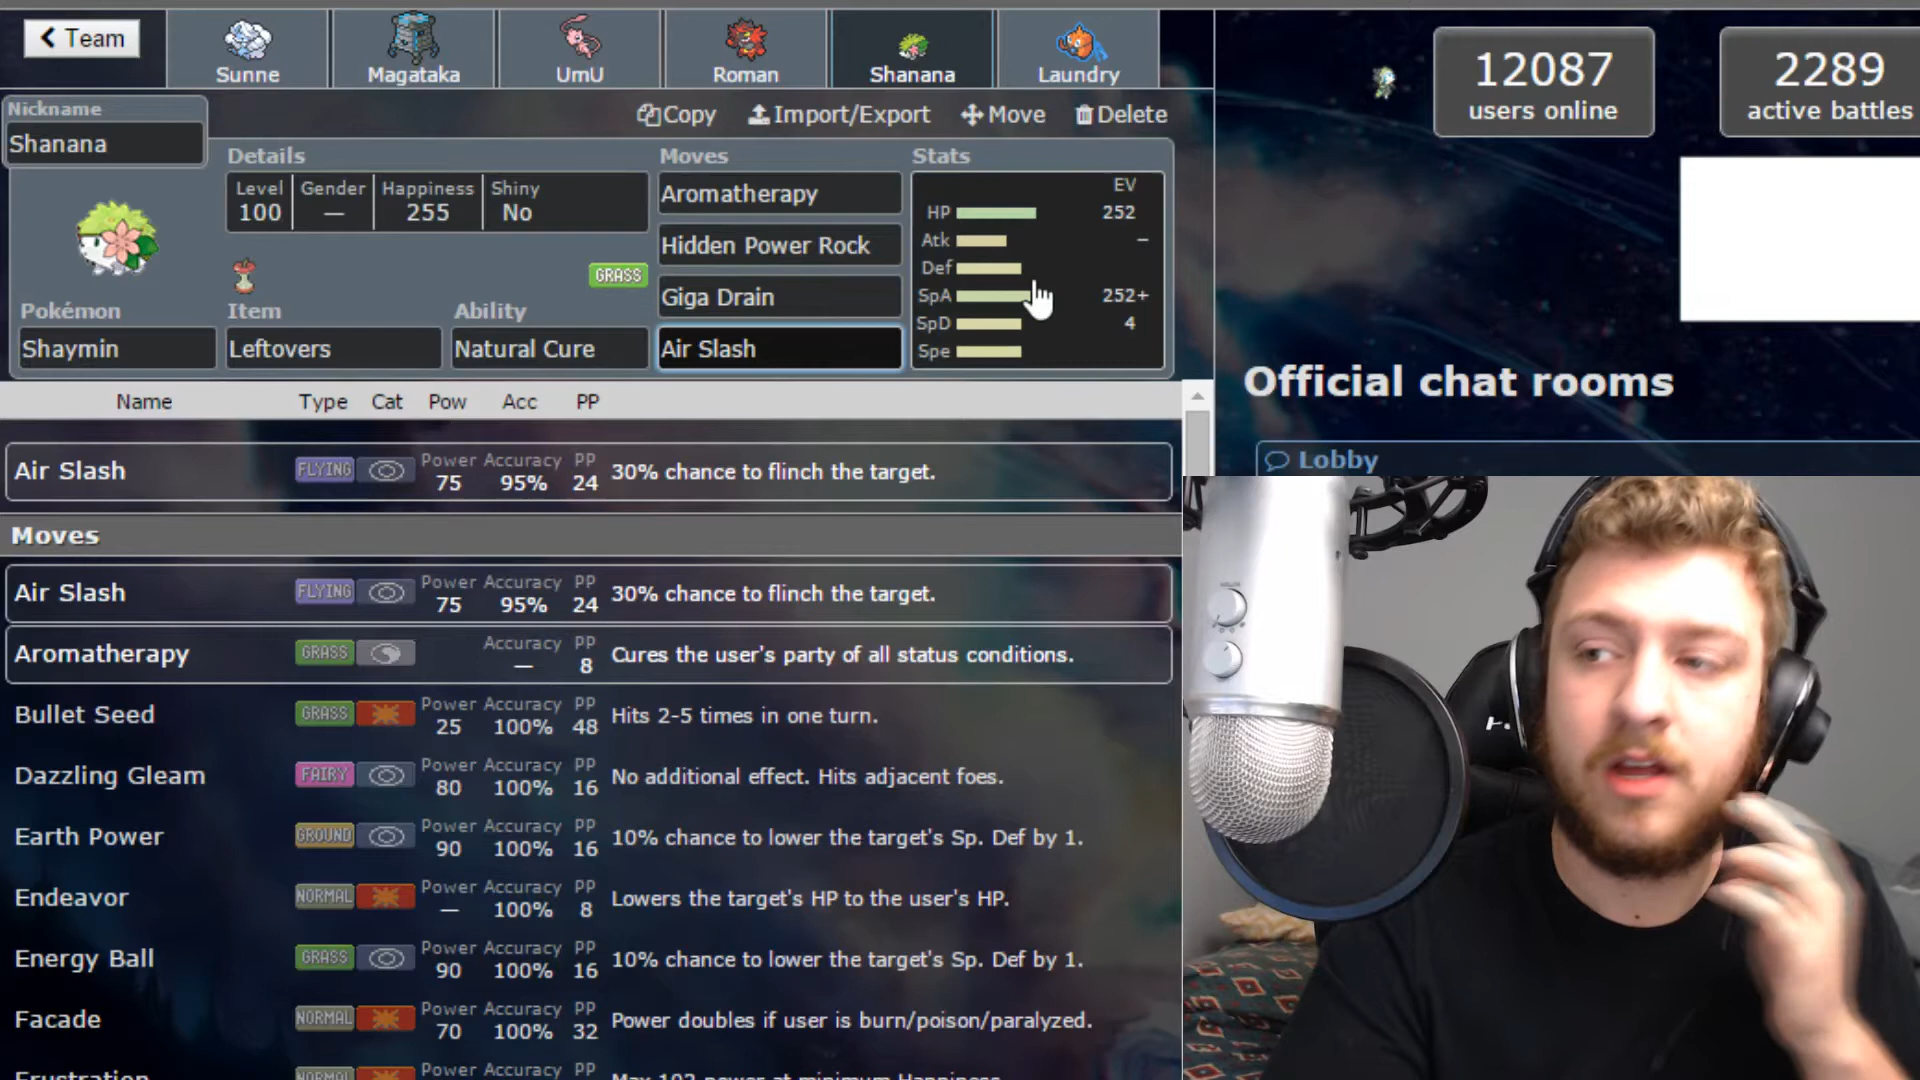 Team
Sunne
Magataka
UmU
Roman
Shanana
Laundry
Nickname
Shanana
Copy
Import/Export
Move
Delete
Details
Level Gender Happiness Shiny
100 — 255 No
GRASS
Pokémon Item Ability
Shaymin Leftovers Natural Cure
Moves
Aromatherapy
Hidden Power Rock
Giga Drain
Air Slash
Stats
EV
HP 252
Atk –
Def
SpA 252+
SpD 4
Spe
Name Type Cat Pow Acc PP
Air Slash FLYING Power 75 Accuracy 95% PP 24 30% chance to flinch the target.
Moves
Air Slash FLYING Power 75 Accuracy 95% PP 24 30% chance to flinch the target.
Aromatherapy GRASS Accuracy — PP 8 Cures the user's party of all status conditions.
Bullet Seed GRASS Power 25 Accuracy 100% PP 48 Hits 2-5 times in one turn.
Dazzling Gleam FAIRY Power 80 Accuracy 100% PP 16 No additional effect. Hits adjacent foes.
Earth Power GROUND Power 90 Accuracy 100% PP 16 10% chance to lower the target's Sp. Def by 1.
Endeavor NORMAL Power — Accuracy 100% PP 8 Lowers the target's HP to the user's HP.
Energy Ball GRASS Power 90 Accuracy 100% PP 16 10% chance to lower the target's Sp. Def by 1.
Facade NORMAL Power 70 Accuracy 100% PP 32 Power doubles if user is burn/poison/paralyzed.
Frustration NORMAL Power Accuracy PP Max 102 power at minimum Happiness.
12087
users online
2289
active battles
Official chat rooms
Lobby